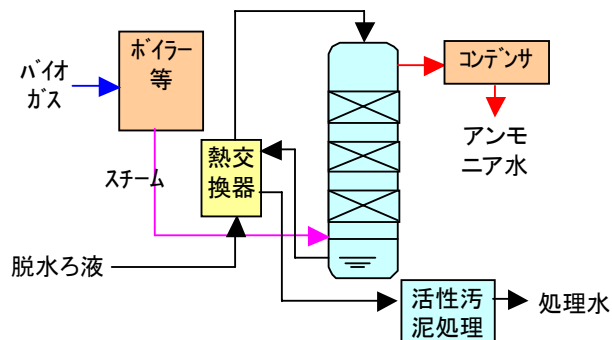 ﾎﾞｲﾗｰ
等
ﾊﾞｲｵ
ｶﾞｽ
ｺﾝﾃﾞﾝｻ
アンモ
ニア水
熱交
換器
ｽﾁｰﾑ
脱水ろ液
活性汚
泥処理
処理水